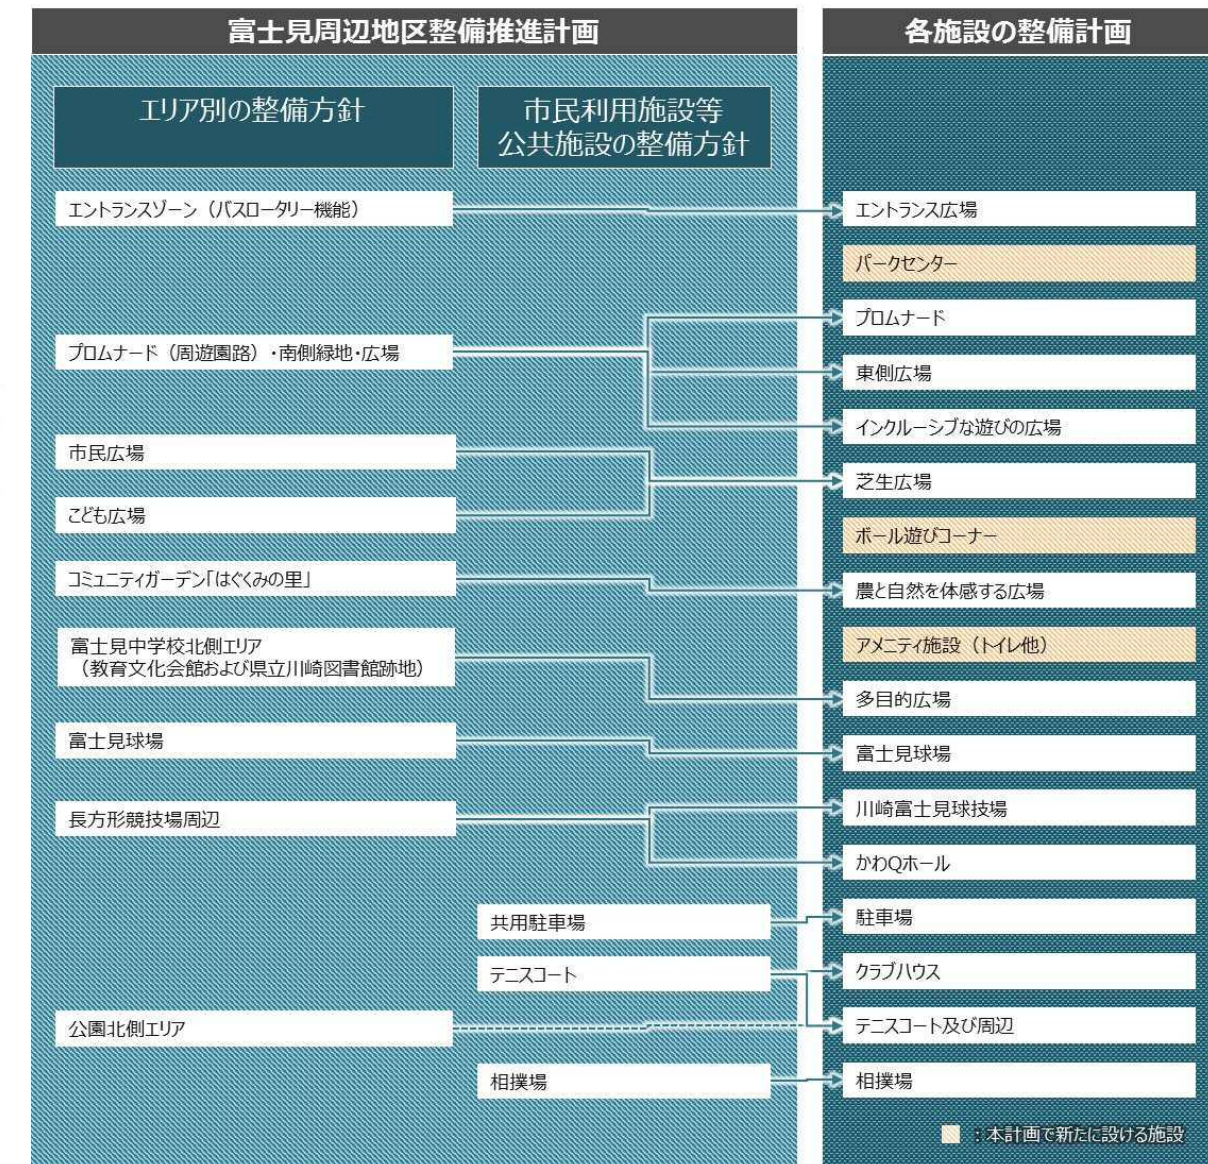 富士見周辺地区整備推進計画
各施設の整備計画
エリア別の整備方針
市民利用施設等
公共施設の整備方針
エントランスゾーン（バスロータリー機能）
プロムナード（周遊園路）・南側緑地・広場
市民広場
こども広場
コミュニティガーデン「はぐくみの里」
富士見中学校北側エリア
（教育文化会館および県立川崎図書館跡地）
富士見球場
長方形競技場周辺
共用駐車場
テニスコート
公園北側エリア
相撲場
エントランス広場
パークセンター
プロムナード
東側広場
インクルーシブな遊びの広場
芝生広場
ボール遊びコーナー
農と自然を体感する広場
アメニティ施設（トイレ他）
多目的広場
富士見球場
川崎富士見球技場
かわQホール
駐車場
クラブハウス
テニスコート及び周辺
相撲場
：本計画で新たに設ける施設